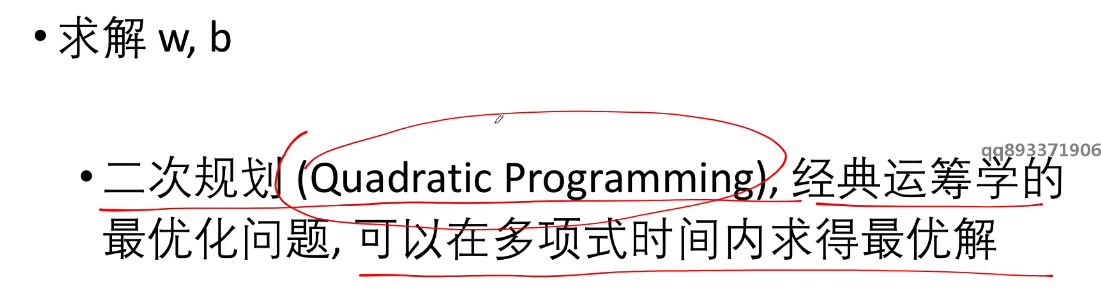 • 求解 w, b
qq893371906
• 二次规划 (Quadratic Programming), 经典运筹学的
最优化问题, 可以在多项式时间内求得最优解